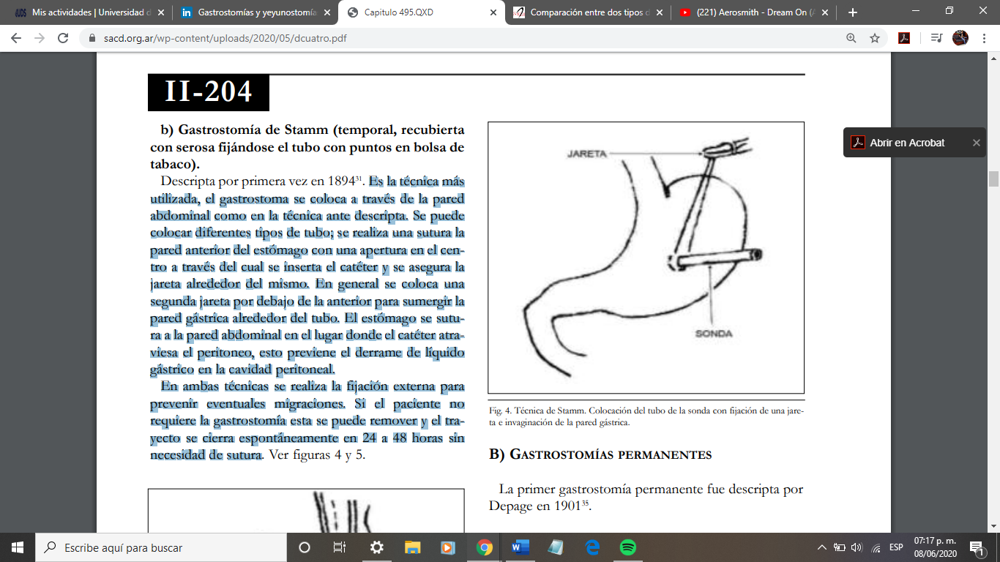 Mis actividades | Universidad d
Gastrostomías y yeyunostomía
Capitulo 495.QXD
Comparación entre dos tipos d
(221) Aerosmith - Dream On (A
sacd.org.ar/wp-content/uploads/2020/05/dcuatro.pdf
Abrir en Acrobat
II-204
b) Gastrostomía de Stamm (temporal, recubierta
con serosa fijándose el tubo con puntos en bolsa de
tabaco).
Descripta por primera vez en 1894³¹. Es la técnica más
utilizada, el gastrostoma se coloca a través de la pared
abdominal como en la técnica ante descripta. Se puede
colocar diferentes tipos de tubo; se realiza una sutura la
pared anterior del estómago con una apertura en el cen-
tro a través del cual se inserta el catéter y se asegura la
jareta alrededor del mismo. En general se coloca una
segunda jareta por debajo de la anterior para sumergir la
pared gástrica alrededor del tubo. El estómago se sutu-
ra a la pared abdominal en el lugar donde el catéter atra-
viesa el peritoneo, esto previene el derrame de líquido
gástrico en la cavidad peritoneal.
En ambas técnicas se realiza la fijación externa para
prevenir eventuales migraciones. Si el paciente no
requiere la gastrostomía esta se puede remover y el tra-
yecto se cierra espontáneamente en 24 a 48 horas sin
necesidad de sutura. Ver figuras 4 y 5.
JARETA
SONDA
Fig. 4. Técnica de Stamm. Colocación del tubo de la sonda con fijación de una jare-
ta e invaginación de la pared gástrica.
B) GASTROSTOMÍAS PERMANENTES
La primer gastrostomía permanente fue descripta por
Depage en 1901³⁵.
Escribe aquí para buscar
ESP
07:17 p. m.
08/06/2020
1